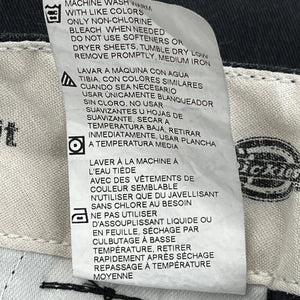 MACHINE WASH WARM
WITH LIKE COLORS
ONLY NON-CHLORINE
BLEACH WHEN NEEDED
DO NOT USE SOFTENERS OR
DRYER SHEETS, TUMBLE DRY LOW
REMOVE PROMPTLY, MEDIUM IRON
LAVAR A MÁQUINA CON AGUA
TIBIA, CON COLORES SIMILARES
CUANDO SEA NECESARIO
USAR ÚNICAMENTE BLANQUEADOR
SIN CLORO, NO USAR
SUAVIZANTES U HOJAS
SUAVIZANTES, SECAR A
TEMPERATURA BAJA, RETIRAR
INMEDIATAMENTE, USAR PLANCHA
A TEMPERATURA MEDIA
LAVER À LA MACHINE À
L'EAU TIÈDE
AVEC DES VÊTEMENTS DE
COULEUR SEMBLABLE
N'UTILISER QUE DU JAVELLISANT
SANS CHLORE AU BESOIN
NE PAS UTILISER
D'ASSOUPLISSANT LIQUIDE OU
EN FEUILLE, SÉCHAGE PAR
CULBUTAGE À BASSE
TEMPÉRATURE, RETIRER
RAPIDEMENT APRÈS SÉCHAGE
REPASSAGE À TEMPÉRATURE
MOYENNE
it
Dickies